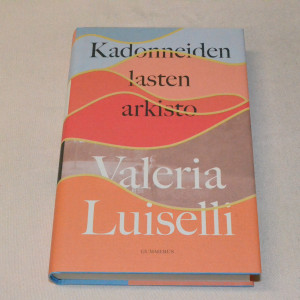 Kadonneiden
lasten
arkisto
Valeria
Luiselli
GUMMERUS